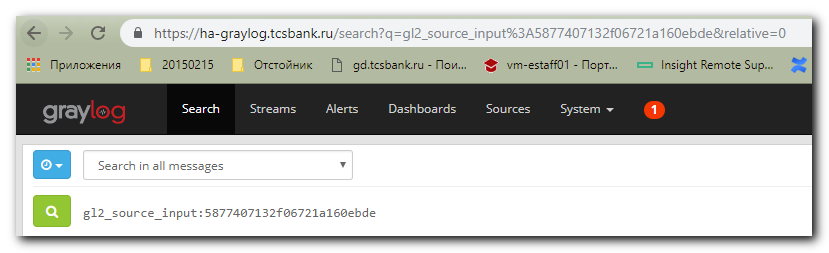 https://ha-graylog.tcsbank.ru/search?q=gl2_source_input%3A5877407132f06721a160ebde&relative=0
Приложения 20150215 Отстойник gd.tcsbank.ru - Пои... vm-estaff01 - Порт... Insight Remote Sup...
graylog Search Streams Alerts Dashboards Sources System 1
Search in all messages
gl2_source_input:5877407132f06721a160ebde